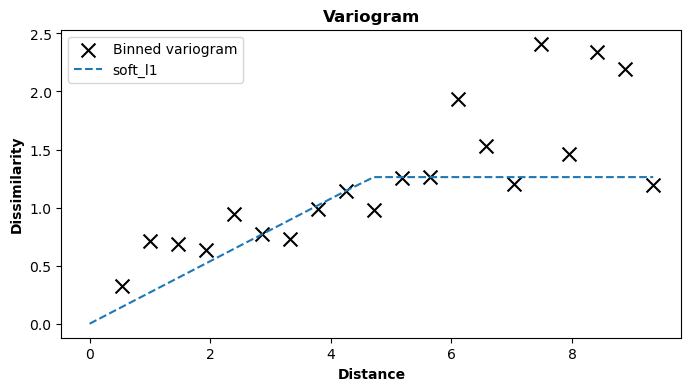 Variogram
Binned variogram
soft_l1
Dissimilarity
2.5
2.0
1.5
1.0
0.5
0.0
0 2 4 6 8
Distance